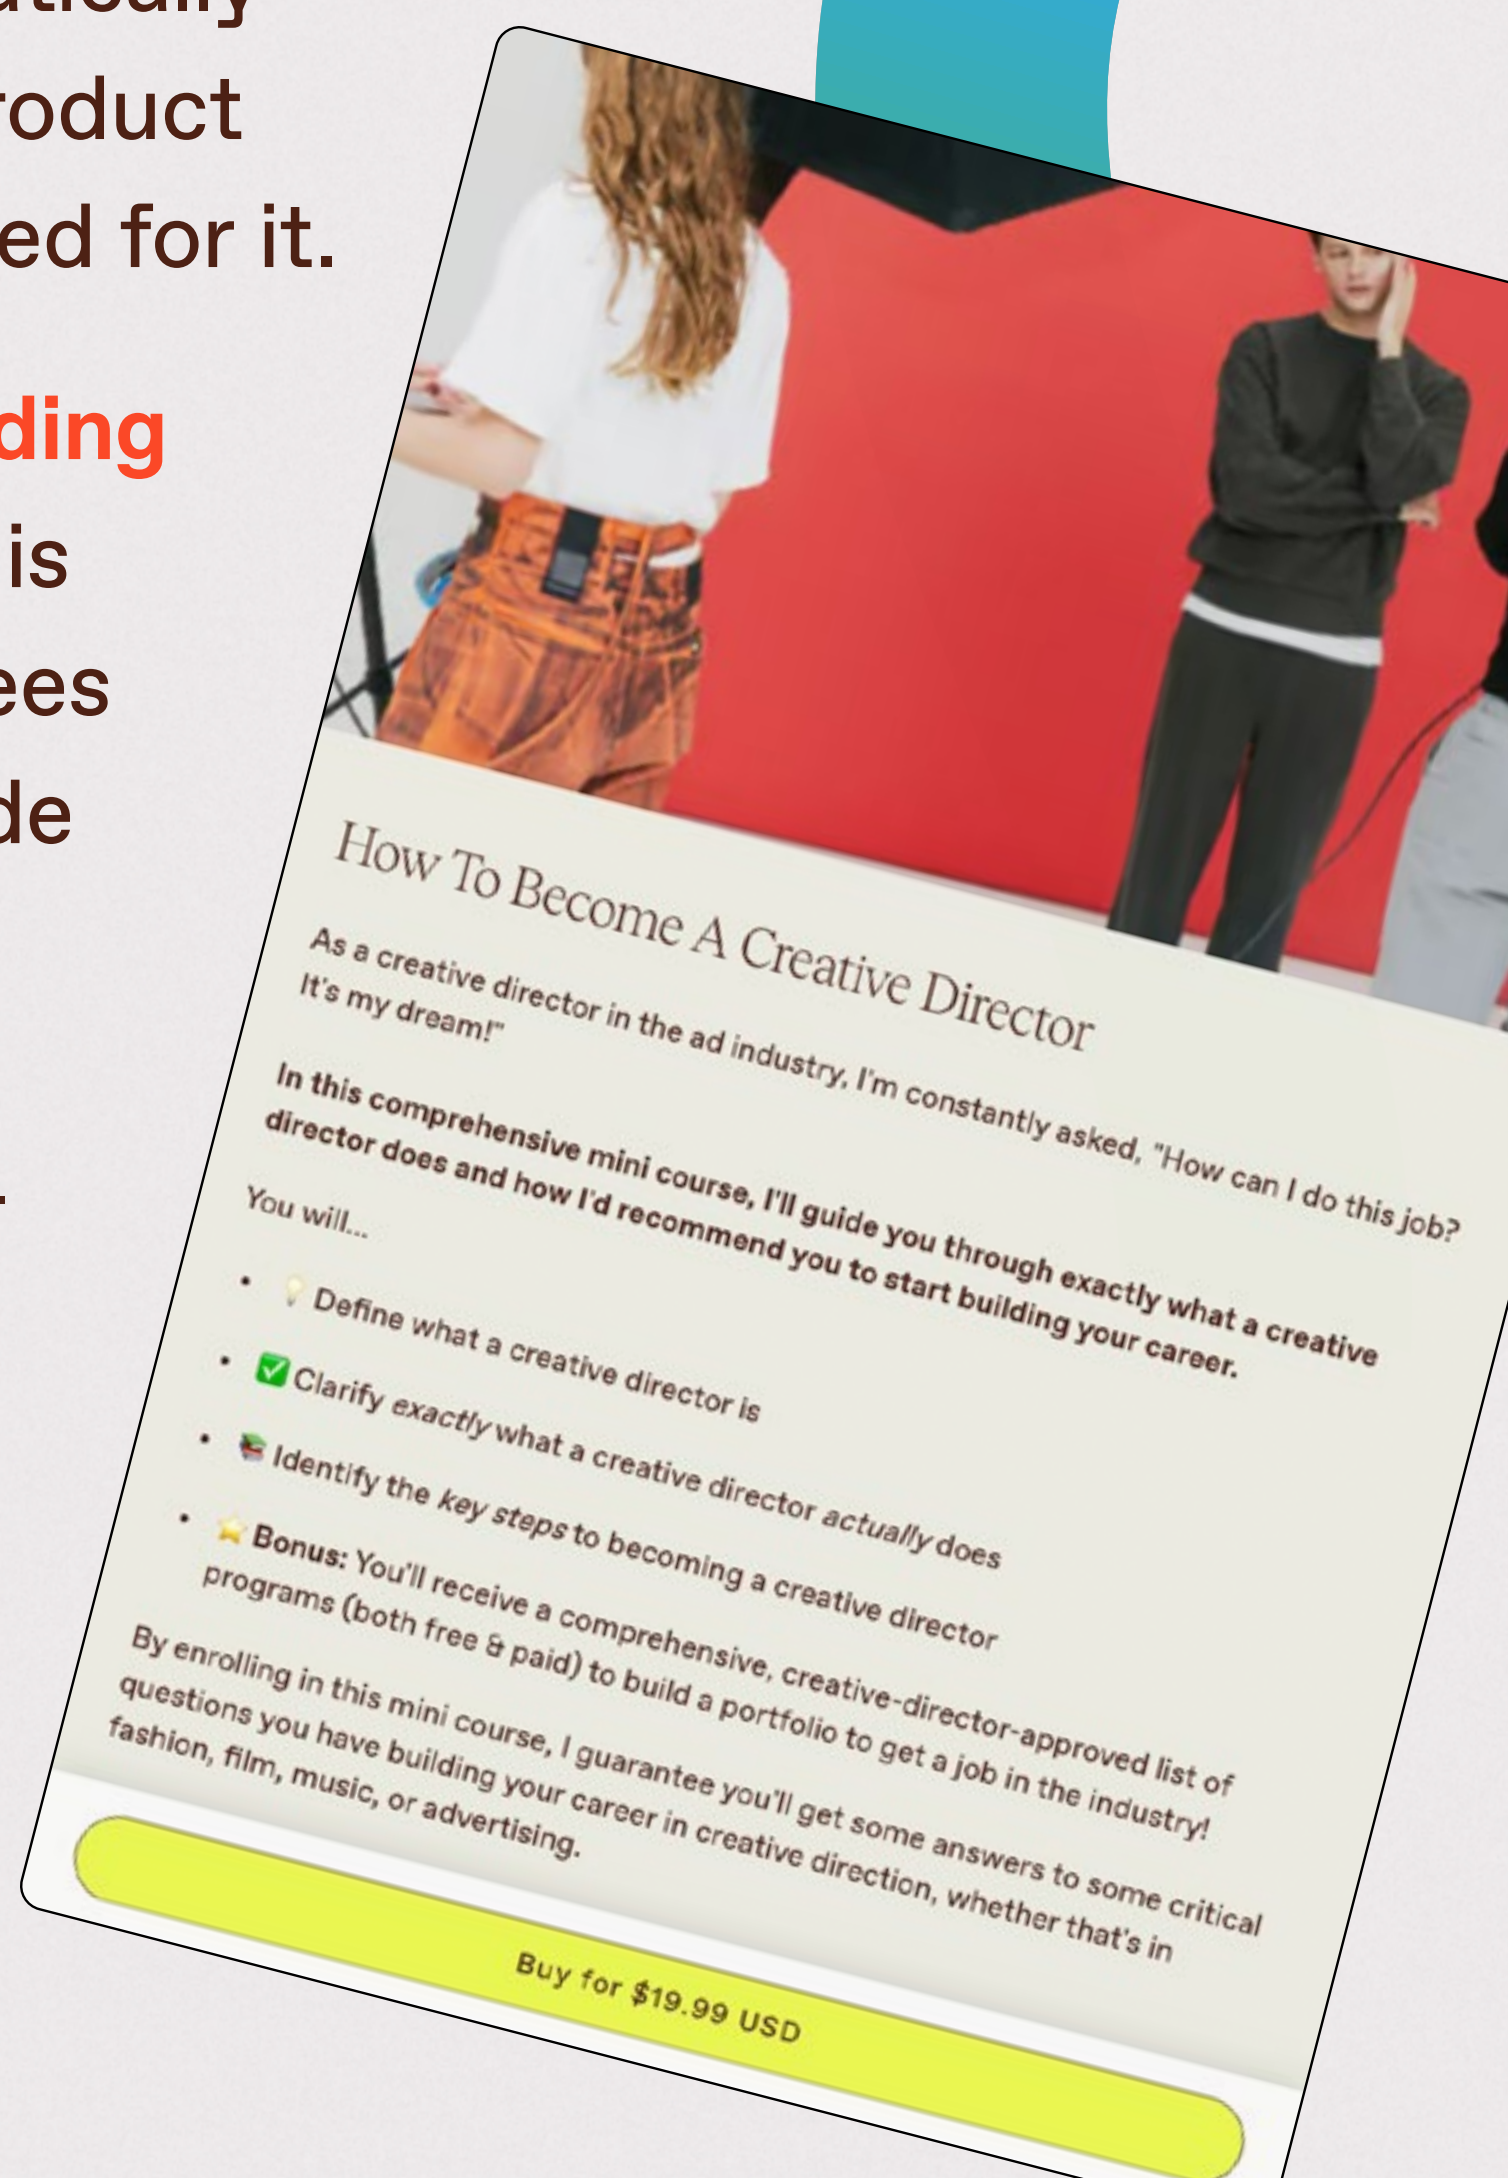 roduct
ed for it.
ding
is
ees
de
How To Become A Creative Director
As a creative director in the ad industry, I'm constantly asked, "How can I do this job?
It's my dream!"
In this comprehensive mini course, I'll guide you through exactly what a creative
director does and how I'd recommend you to start building your career.
You will...
• 💡 Define what a creative director is
• ✅ Clarify exactly what a creative director actually does
• 📚 Identify the key steps to becoming a creative director
• ⭐ Bonus: You'll receive a comprehensive, creative-director-approved list of
programs (both free & paid) to build a portfolio to get a job in the industry!
By enrolling in this mini course, I guarantee you'll get some answers to some critical
questions you have building your career in creative direction, whether that's in
fashion, film, music, or advertising.
Buy for $19.99 USD